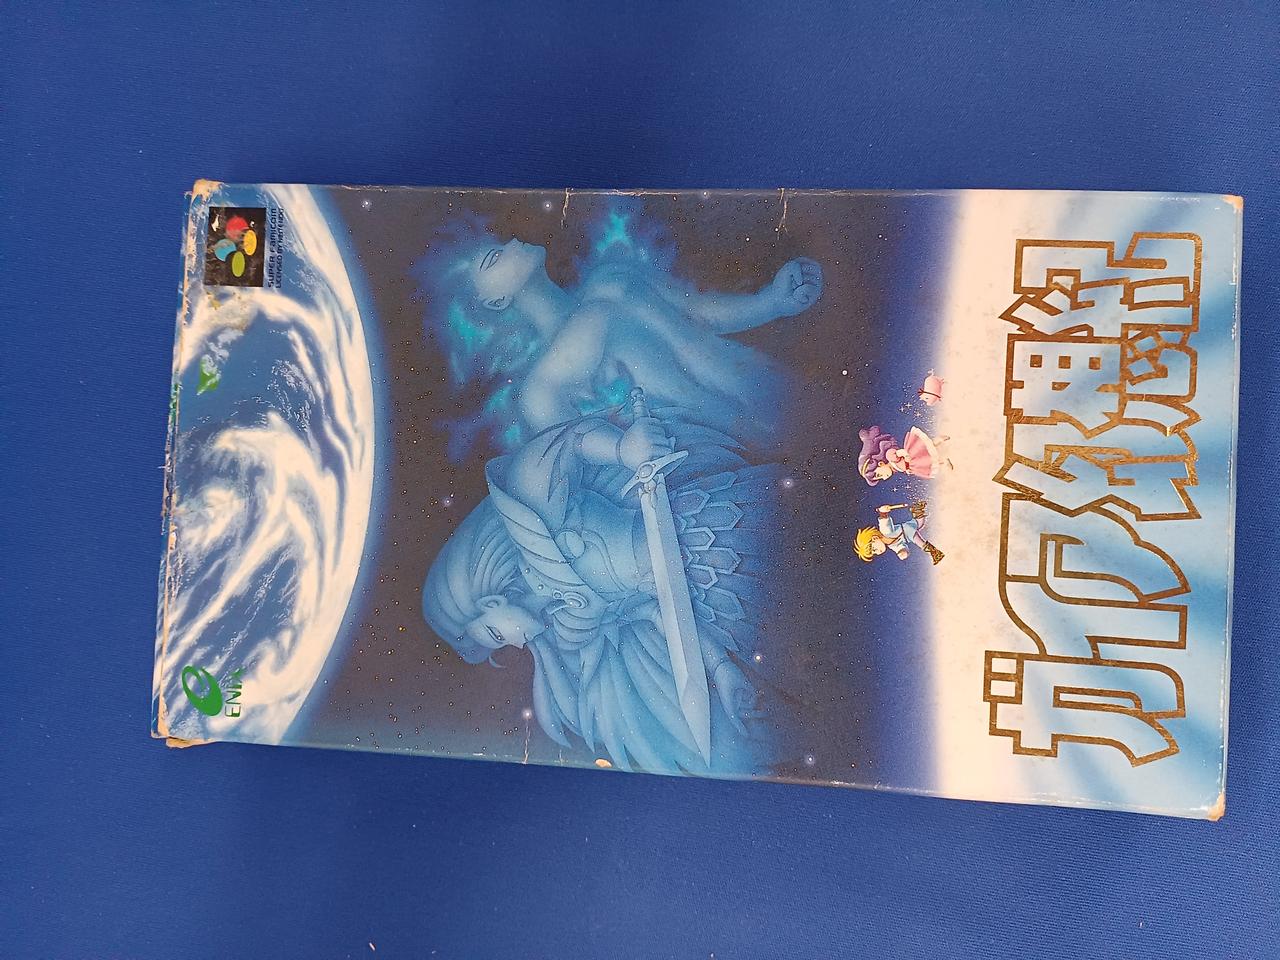 ガイア幻想紀
ENIX
SUPER FAMICOM
LICENSED BY NINTENDO